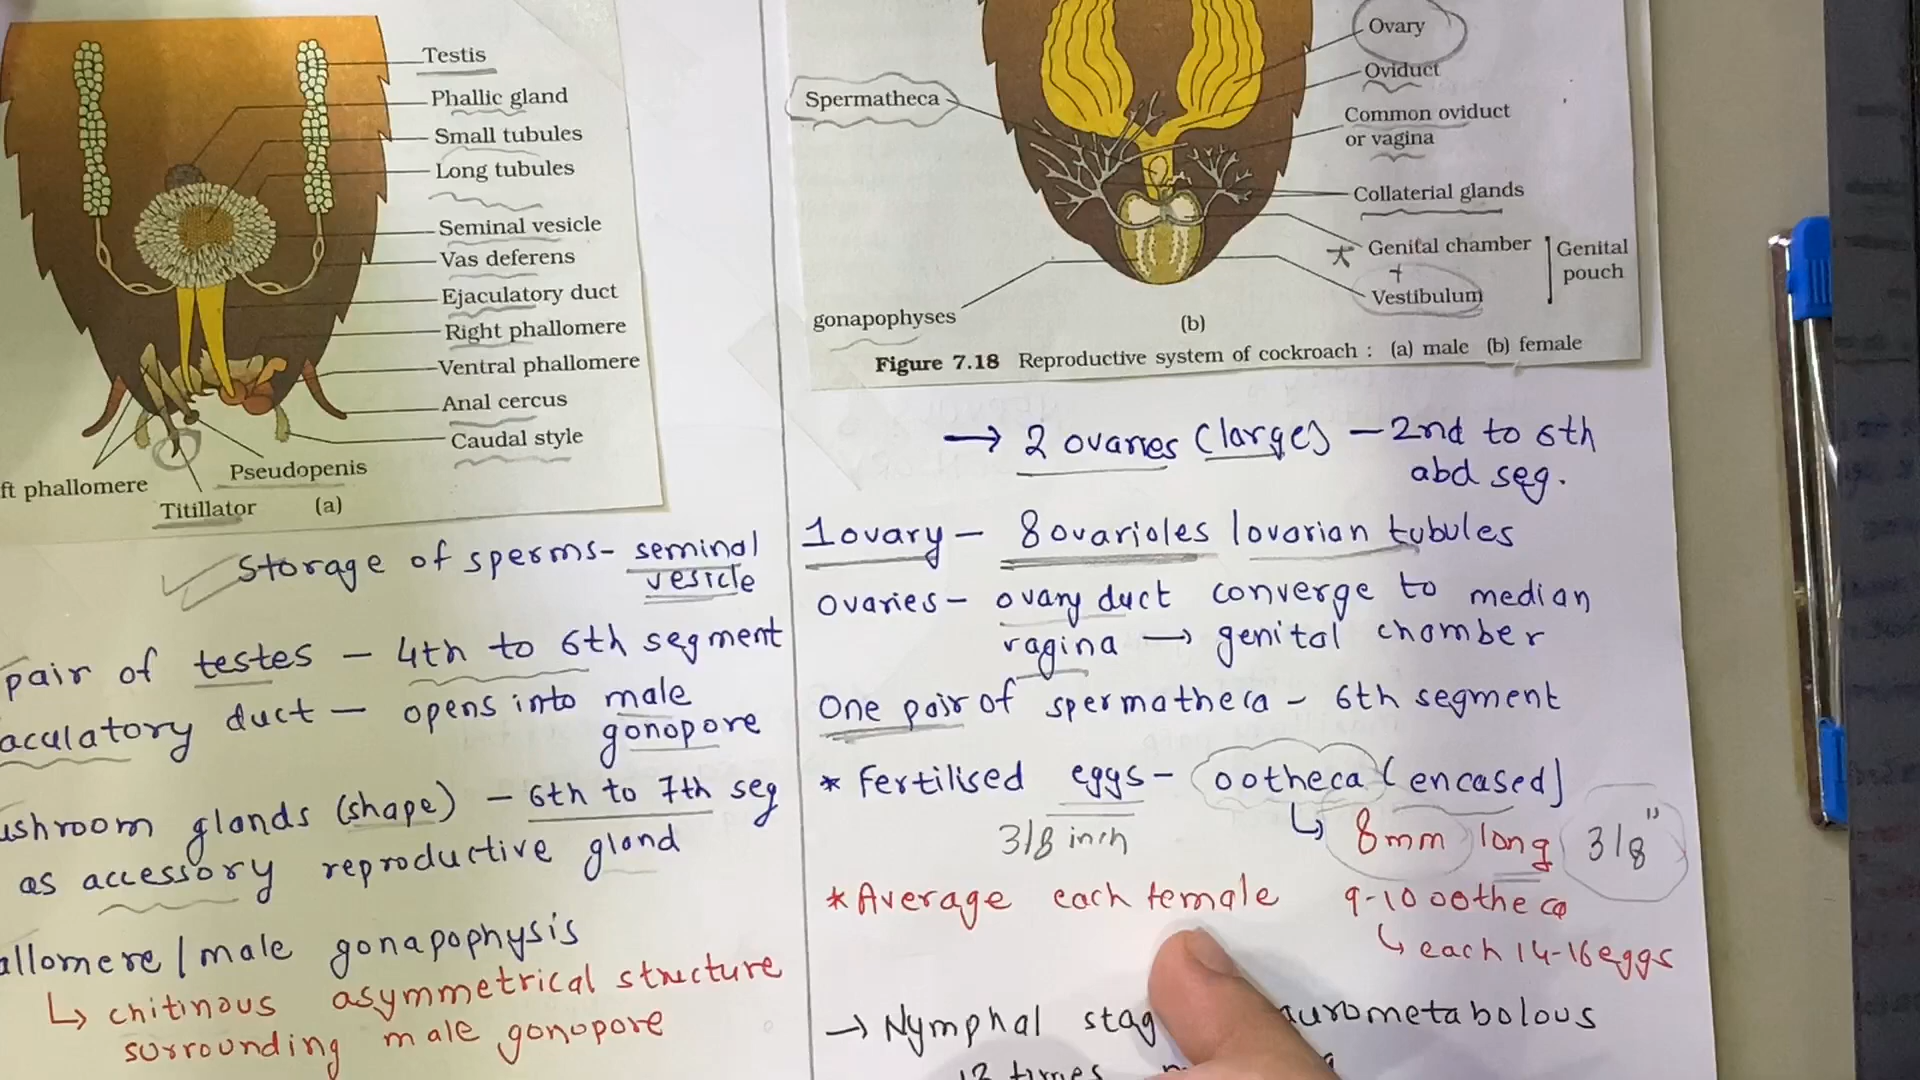 Testis
Phallic gland
Small tubules
Long tubules
Seminal vesicle
Vas deferens
Ejaculatory duct
Right phallomere
Ventral phallomere
Anal cercus
Caudal style
Pseudopenis
ft phallomere
Titillator
(a)
Storage of sperms- seminal
vesicle
pair of testes - 4th to 6th segment
aculatory duct - opens into male
gonopore
ushroom glands (shape) - 6th to 7th seg
as accessory reproductive gland
allomere / male gonapophysis
↳ chitinous asymmetrical structure
surrounding male gonopore
Ovary
Oviduct
Spermatheca
Common oviduct
or vagina
Collaterial glands
Genital chamber
+
Vestibulum
Genital
pouch
gonapophyses
(b)
Figure 7.18 Reproductive system of cockroach : (a) male (b) female
→ 2 ovaries (large) - 2nd to 6th
abd seg.
1 ovary - 8 ovarioles / ovarian tubules
ovaries - ovary duct converge to median
vagina → genital chamber
One pair of spermatheca - 6th segment
* Fertilised eggs - ootheca (encased]
3/8 inch
↳ 8mm long 3/8"
* Average each female 9-10 ootheca
↳ each 14-16 eggs
→ Nymphal stag aurometabolous
13 times